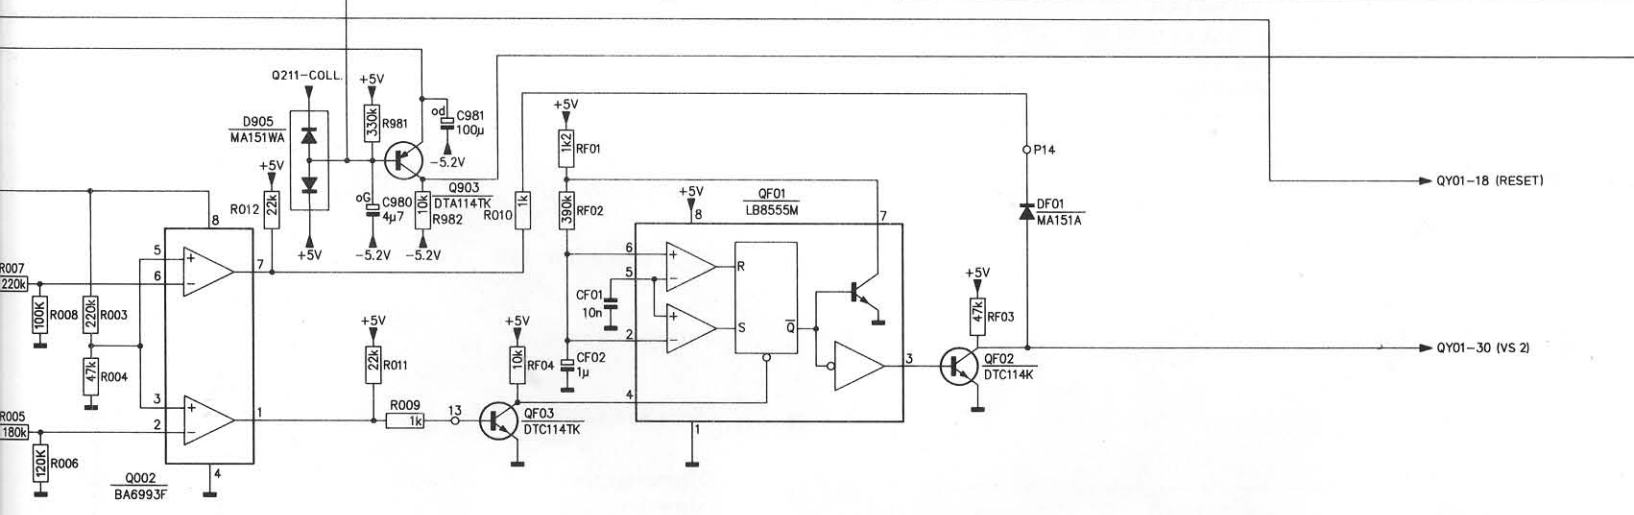 Q211-COLL.
+5V
D905
MA151WA
330k
R981
od
C981
100µ
-5.2V
+5V
1k2
RF01
P14
+5V
R012
22k
oG
C980
4µ7
10k
R982
Q903
DTA114TK
R010
1k
390k
RF02
+5V
8
QF01
LB8555M
7
DF01
MA151A
QY01-18 (RESET)
8
+5V
-5.2V
-5.2V
5
+
6
-
7
6
+
5
-
R
CF01
10n
R007
220k
100K
R008
220k
R003
47k
R004
+5V
22k
R011
+5V
10k
RF04
+
-
2
S
Q
CF02
1µ
3
+5V
47k
RF03
QF02
DTC114K
QY01-30 (VS 2)
3
+
2
-
1
R009
1k
13
QF03
DTC114TK
4
1
R005
180k
120K
R006
Q002
BA6993F
4